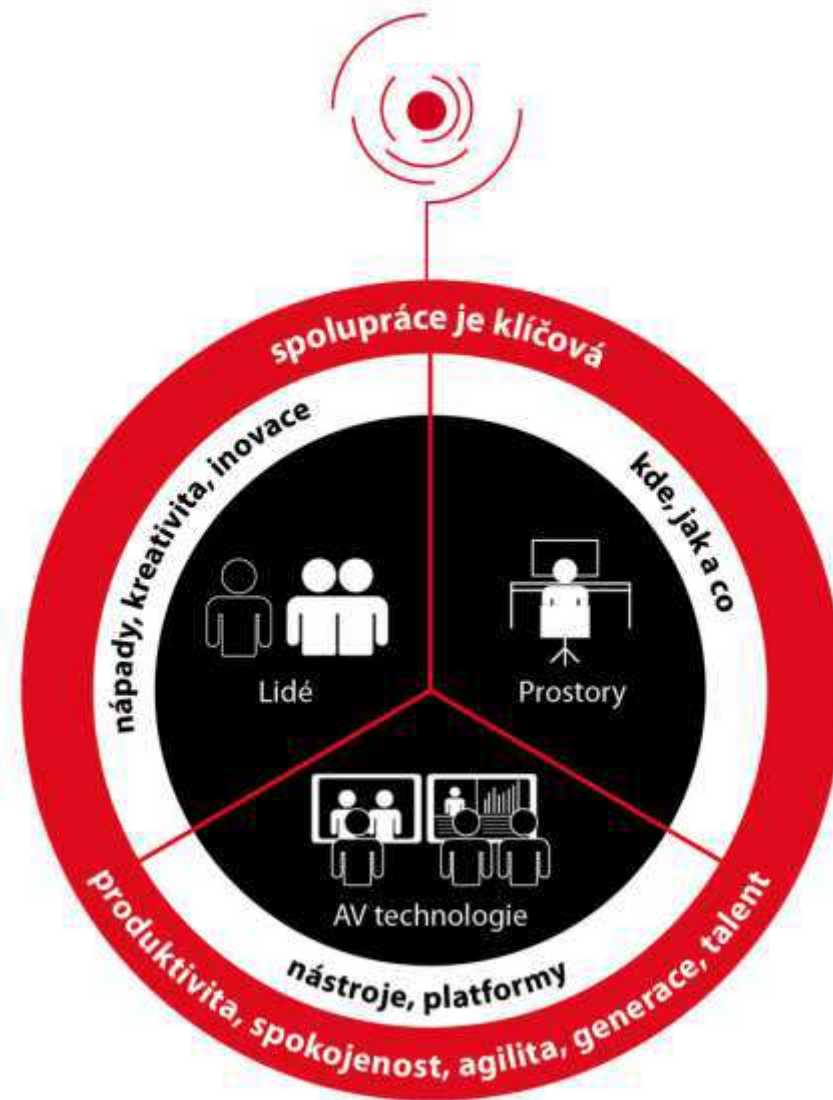 spolupráce je klíčová
nápady, kreativita, inovace
kde, jak a co
Lidé
Prostory
AV technologie
nástroje, platformy
produktivita, spokojenost, agilita, generace, talent